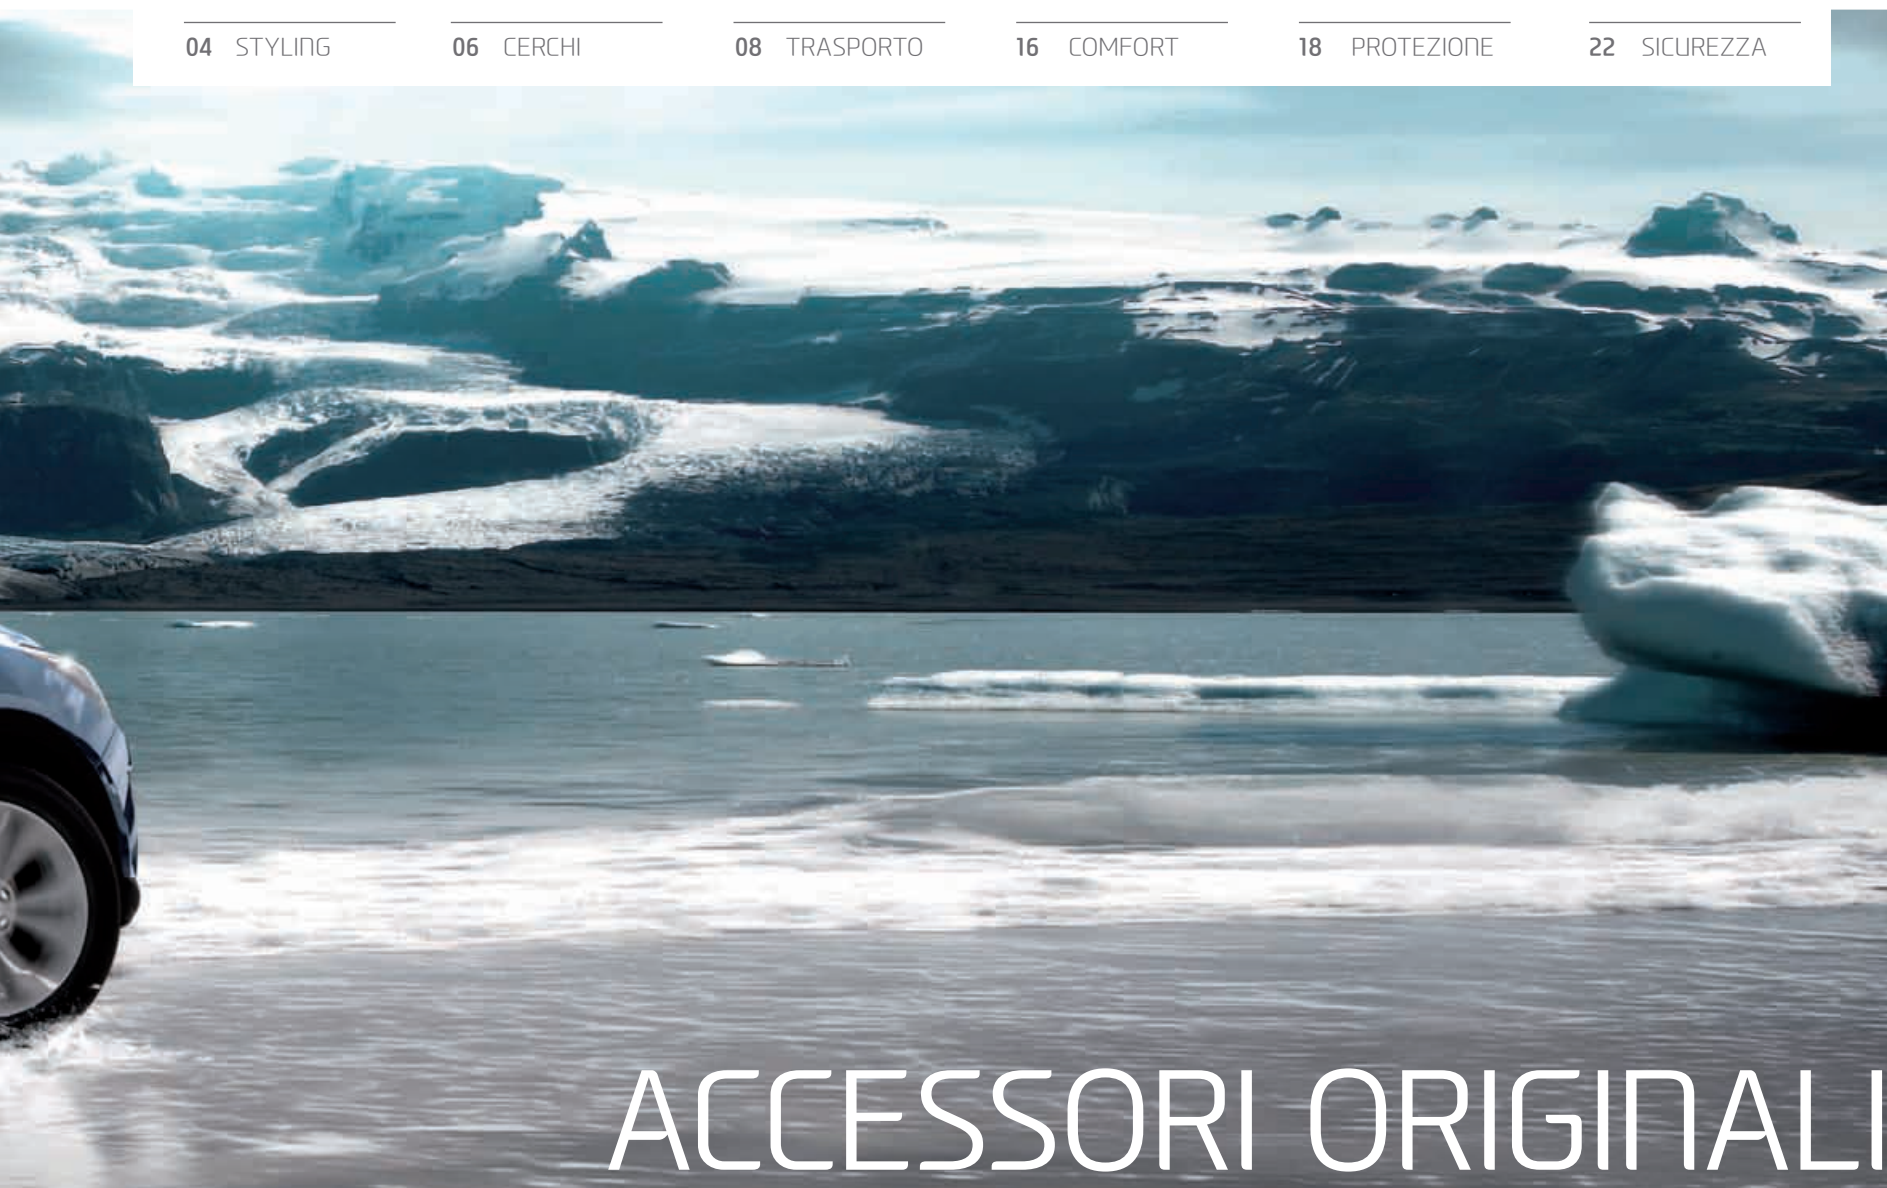 04 STYLING 06 CERCHI 08 TRASPORTO 16 COMFORT 18 PROTEZIONE 22 SICUREZZA
ACCESSORI ORIGINALI